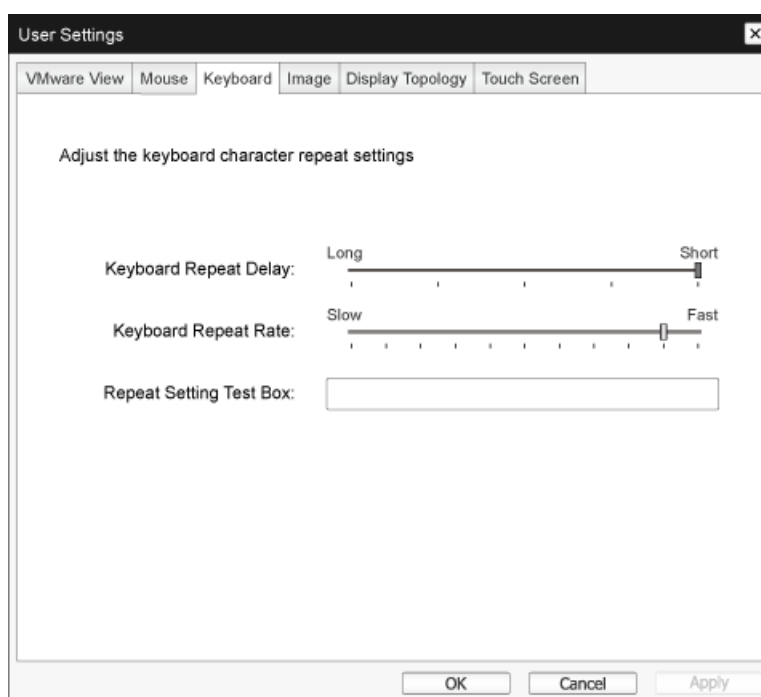 User Settings
VMware View Mouse Keyboard Image Display Topology Touch Screen
Adjust the keyboard character repeat settings
Long Short
Keyboard Repeat Delay:
Slow Fast
Keyboard Repeat Rate:
Repeat Setting Test Box:
OK Cancel Apply